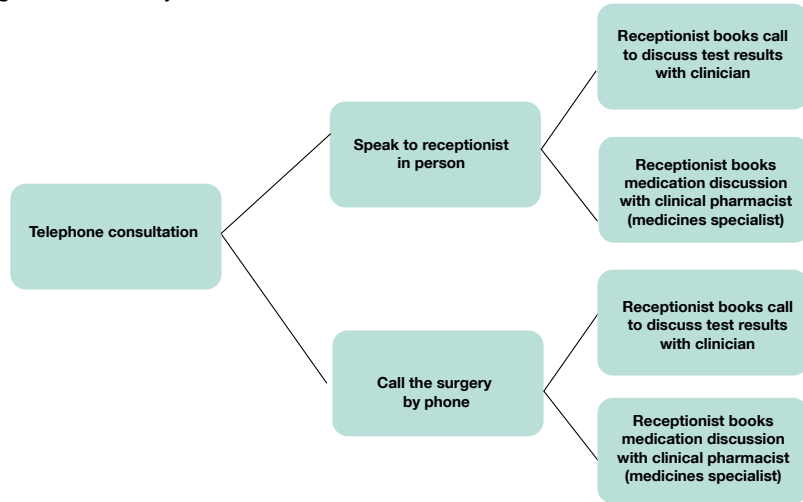 Receptionist books call
to discuss test results
with clinician
Speak to receptionist
in person
Receptionist books
medication discussion
with clinical pharmacist
(medicines specialist)
Telephone consultation
Receptionist books call
to discuss test results
with clinician
Call the surgery
by phone
Receptionist books
medication discussion
with clinical pharmacist
(medicines specialist)